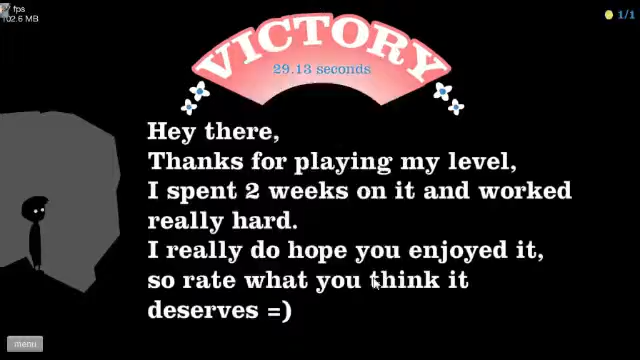 fps
102.6 MB
1/1
VICTORY
29.13 seconds
Hey there,
Thanks for playing my level,
I spent 2 weeks on it and worked
really hard.
I really do hope you enjoyed it,
so rate what you think it
deserves =)
menu